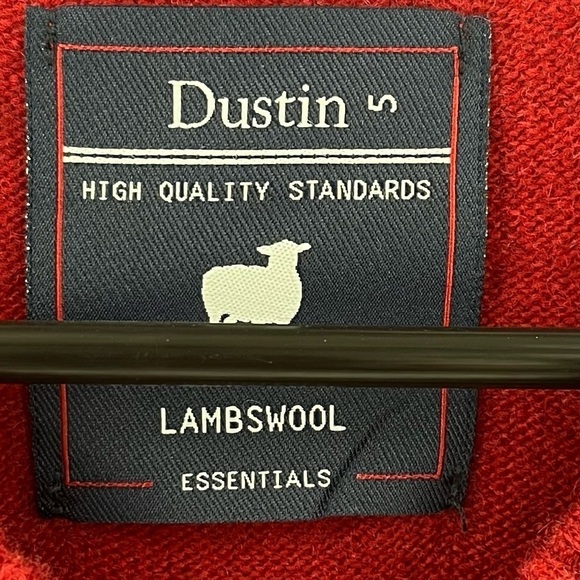 Dustin 5
HIGH QUALITY STANDARDS
LAMBSWOOL
ESSENTIALS